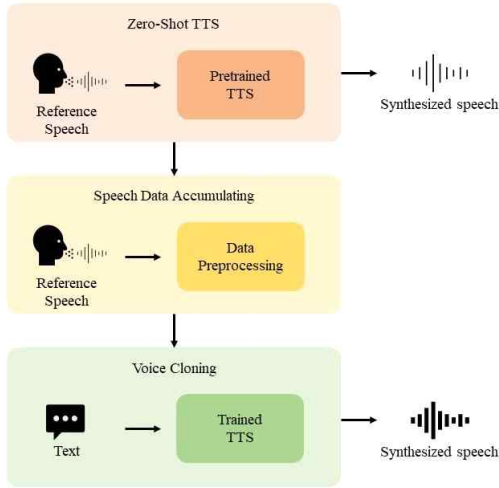 Zero-Shot TTS
Reference
Speech
Pretrained
TTS
Synthesized speech
Speech Data Accumulating
Reference
Speech
Data
Preprocessing
Voice Cloning
Text
Trained
TTS
Synthesized speech